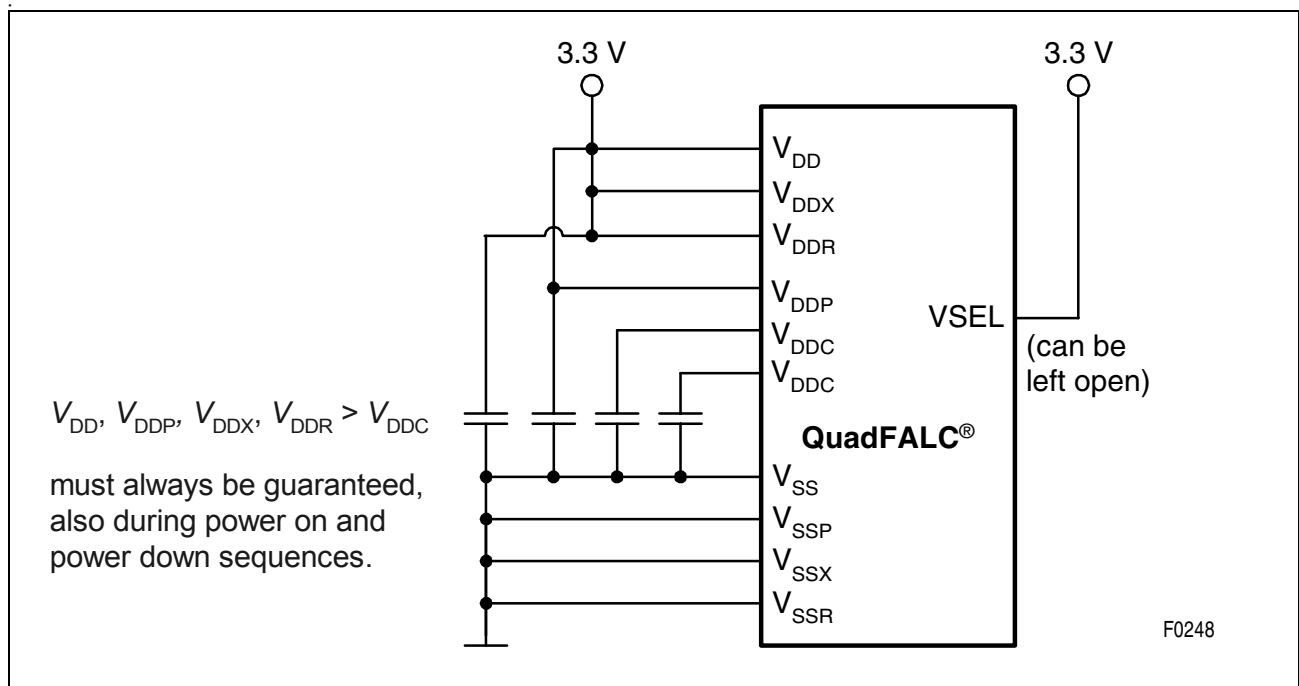 .
3.3 V
3.3 V
VDD
VDDX
VDDR
VDDP
VSEL
VDDC
(can be
left open)
VDDC
VDD, VDDP, VDDX, VDDR > VDDC
QuadFALC®
must always be guaranteed,
also during power on and
power down sequences.
VSS
VSSP
VSSX
VSSR
F0248